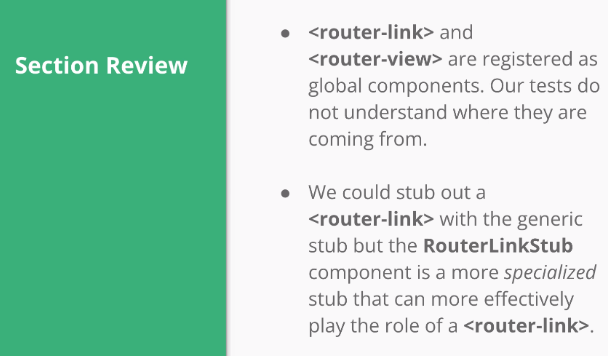 Section Review
● <router-link> and
<router-view> are registered as
global components. Our tests do
not understand where they are
coming from.
● We could stub out a
<router-link> with the generic
stub but the RouterLinkStub
component is a more specialized
stub that can more effectively
play the role of a <router-link>.